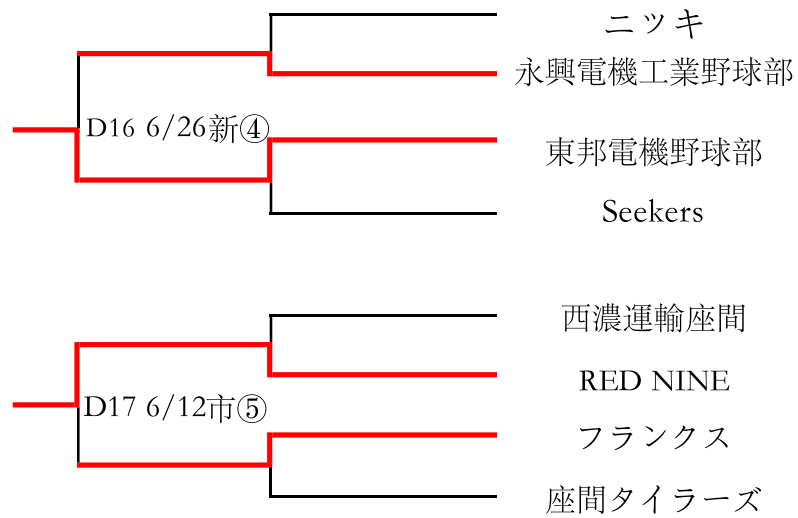 ニツキ
永興電機工業野球部
D16 6/26新④
東邦電機野球部
Seekers
西濃運輸座間
RED NINE
D17 6/12市⑤
フランクス
座間タイラーズ